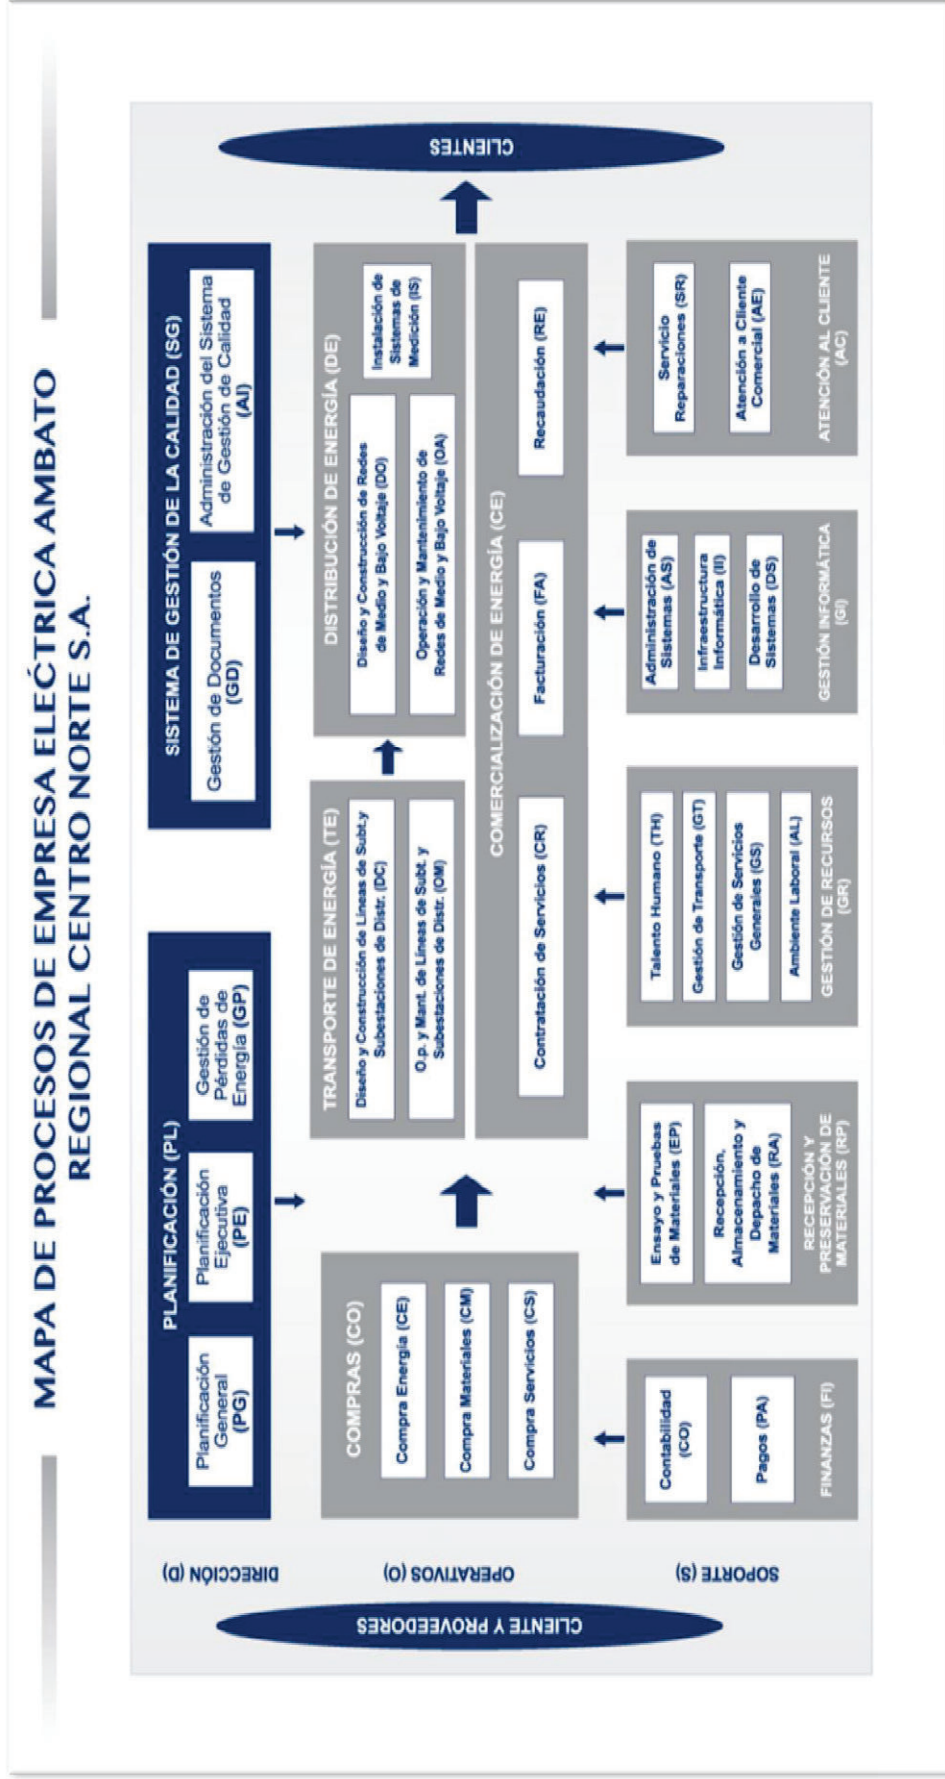 MAPA DE PROCESOS DE EMPRESA ELÉCTRICA AMBATO
REGIONAL CENTRO NORTE S.A.
CLIENTE Y PROVEEDORES
DIRECCIÓN (D)
PLANIFICACIÓN (PL)
Planificación
General
(PG)
Planificación
Ejecutiva
(PE)
Gestión de
Pérdidas de
Energía (GP)
SISTEMA DE GESTIÓN DE LA CALIDAD (SG)
Gestión de Documentos
(GD)
Administración del Sistema
de Gestión de Calidad
(AI)
OPERATIVOS (O)
COMPRAS (CO)
Compra Energía (CE)
Compra Materiales (CM)
Compra Servicios (CS)
TRANSPORTE DE ENERGÍA (TE)
Diseño y Construcción de Líneas de Subt.y
Subestaciones de Distr. (DC)
O.p. y Mant. de Líneas de Subt. y
Subestaciones de Distr. (OM)
DISTRIBUCIÓN DE ENERGÍA (DE)
Diseño y Construcción de Redes
de Medio y Bajo Voltaje (DO)
Operación y Mantenimiento de
Redes de Medio y Bajo Voltaje (OA)
Instalación de
Sistemas de
Medición (IS)
COMERCIALIZACIÓN DE ENERGÍA (CE)
Contratación de Servicios (CR)
Facturación (FA)
Recaudación (RE)
CLIENTES
SOPORTE (S)
Contabilidad
(CO)
Pagos (PA)
FINANZAS (FI)
Ensayo y Pruebas
de Materiales (EP)
Recepción,
Almacenamiento y
Depacho de
Materiales (RA)
RECEPCIÓN Y
PRESERVACIÓN DE
MATERIALES (RP)
Talento Humano (TH)
Gestión de Transporte (GT)
Gestión de Servicios
Generales (GS)
Ambiente Laboral (AL)
GESTIÓN DE RECURSOS
(GR)
Administración de
Sistemas (AS)
Infraestructura
Informática (II)
Desarrollo de
Sistemas (DS)
GESTIÓN INFORMÁTICA
(GI)
Servicio
Reparaciones (SR)
Atención a Cliente
Comercial (AE)
ATENCIÓN AL CLIENTE
(AC)